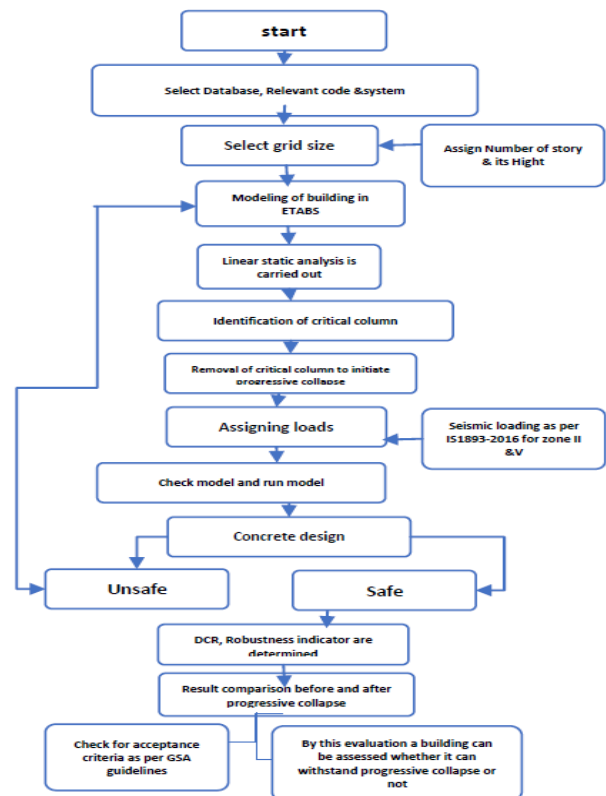 start
Select Database, Relevant code &system
Select grid size
Assign Number of story
& its Hight
Modeling of building in
ETABS
Linear static analysis is
carried out
Identification of critical column
Removal of critical column to initiate
progressive collapse
Assigning loads
Seismic loading as per
IS1893-2016 for zone II
&V
Check model and run model
Concrete design
Unsafe
Safe
DCR, Robustness indicator are
determined
Result comparison before and after
progressive collapse
Check for acceptance
criteria as per GSA
guidelines
By this evaluation a building can
be assessed whether it can
withstand progressive collapse or
not